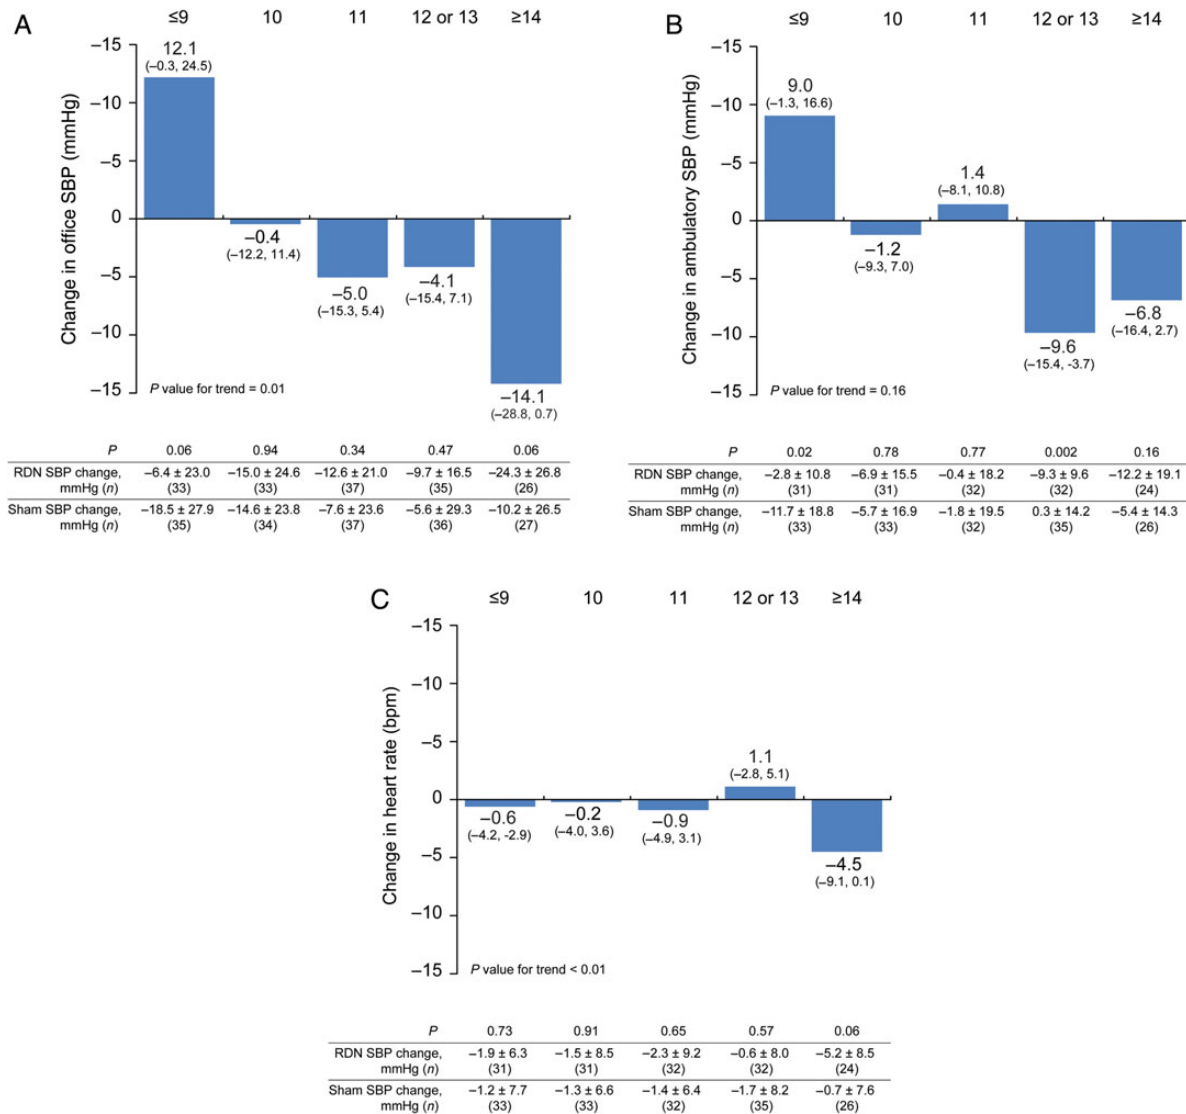 A
≤9 10 11 12 or 13 ≥14
Change in office SBP (mmHg)
–15
–10
–5
0
–5
–10
–15
12.1
(–0.3, 24.5)
–0.4
(–12.2, 11.4)
–5.0
(–15.3, 5.4)
–4.1
(–15.4, 7.1)
–14.1
(–28.8, 0.7)
P value for trend = 0.01
P 0.06 0.94 0.34 0.47 0.06
RDN SBP change, –6.4 ± 23.0 –15.0 ± 24.6 –12.6 ± 21.0 –9.7 ± 16.5 –24.3 ± 26.8
mmHg (n) (33) (33) (37) (35) (26)
Sham SBP change, –18.5 ± 27.9 –14.6 ± 23.8 –7.6 ± 23.6 –5.6 ± 29.3 –10.2 ± 26.5
mmHg (n) (35) (34) (37) (36) (27)
B
≤9 10 11 12 or 13 ≥14
Change in ambulatory SBP (mmHg)
–15
–10
–5
0
–5
–10
–15
9.0
(–1.3, 16.6)
–1.2
(–9.3, 7.0)
1.4
(–8.1, 10.8)
–9.6
(–15.4, -3.7)
–6.8
(–16.4, 2.7)
P value for trend = 0.16
P 0.02 0.78 0.77 0.002 0.16
RDN SBP change, –2.8 ± 10.8 –6.9 ± 15.5 –0.4 ± 18.2 –9.3 ± 9.6 –12.2 ± 19.1
mmHg (n) (31) (31) (32) (32) (24)
Sham SBP change, –11.7 ± 18.8 –5.7 ± 16.9 –1.8 ± 19.5 0.3 ± 14.2 –5.4 ± 14.3
mmHg (n) (33) (33) (32) (35) (26)
C
≤9 10 11 12 or 13 ≥14
Change in heart rate (bpm)
–15
–10
–5
0
–5
–10
–15
–0.6
(–4.2, -2.9)
–0.2
(–4.0, 3.6)
–0.9
(–4.9, 3.1)
1.1
(–2.8, 5.1)
–4.5
(–9.1, 0.1)
P value for trend < 0.01
P 0.73 0.91 0.65 0.57 0.06
RDN SBP change, –1.9 ± 6.3 –1.5 ± 8.5 –2.3 ± 9.2 –0.6 ± 8.0 –5.2 ± 8.5
mmHg (n) (31) (31) (32) (32) (24)
Sham SBP change, –1.2 ± 7.7 –1.3 ± 6.6 –1.4 ± 6.4 –1.7 ± 8.2 –0.7 ± 7.6
mmHg (n) (33) (33) (32) (35) (26)